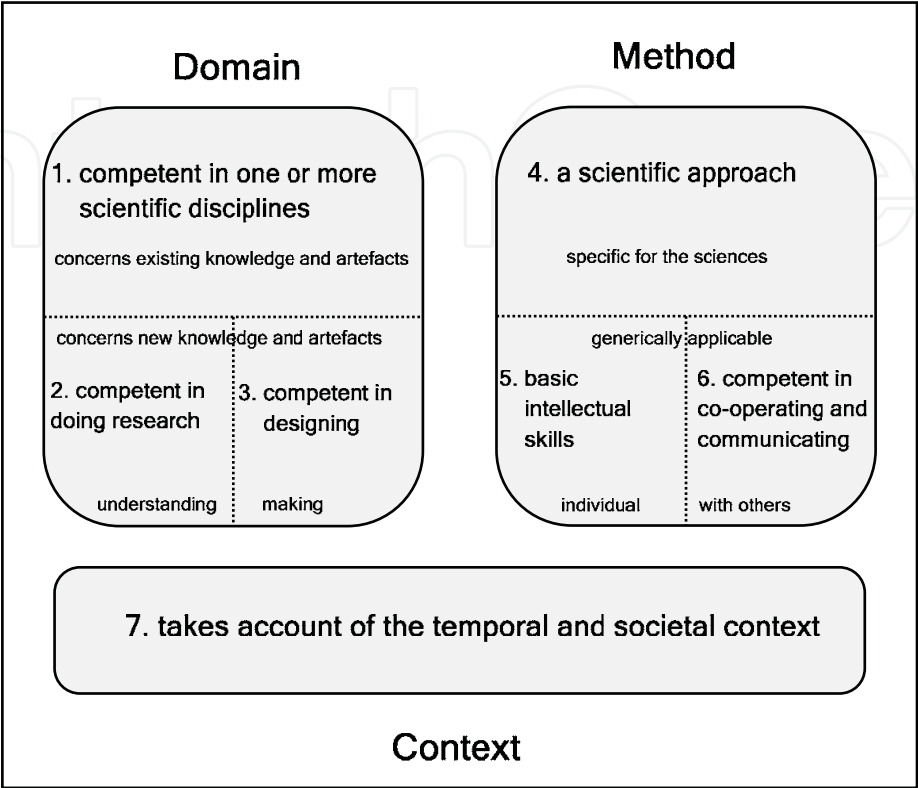 Domain
1. competent in one or more
scientific disciplines
concerns existing knowledge and artefacts
concerns new knowledge and artefacts
2. competent in
doing research
understanding
3. competent in
designing
making
Method
4. a scientific approach
specific for the sciences
generically applicable
5. basic
intellectual
skills
individual
6. competent in
co-operating and
communicating
with others
7. takes account of the temporal and societal context
Context